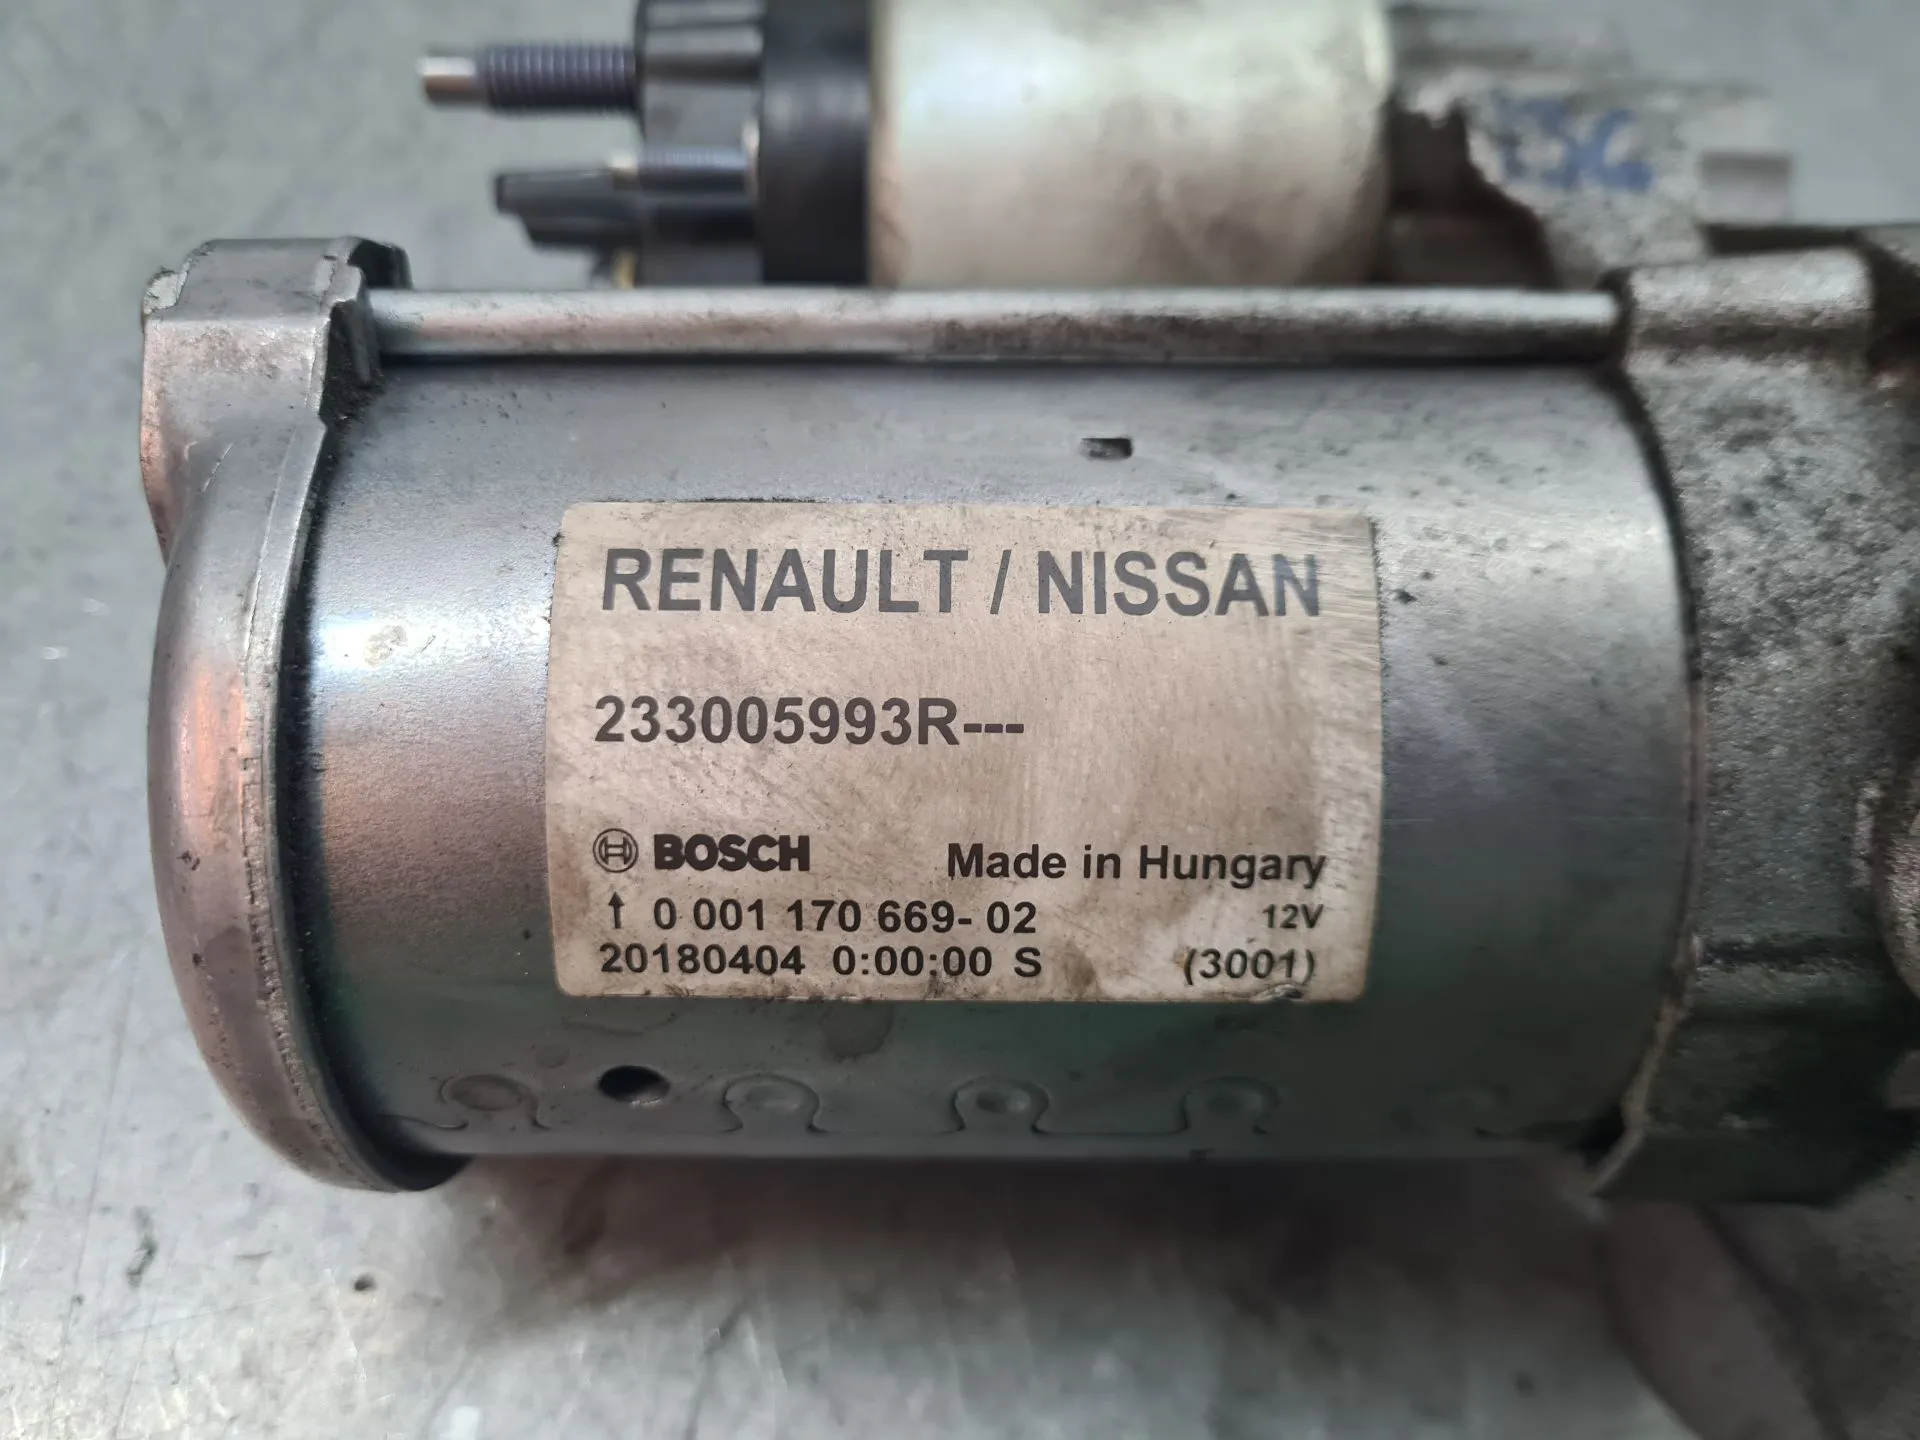 RENAULT / NISSAN
233005993R---
BOSCH Made in Hungary
↑ 0 001 170 669- 02 12V
20180404 0:00:00 S (3001)